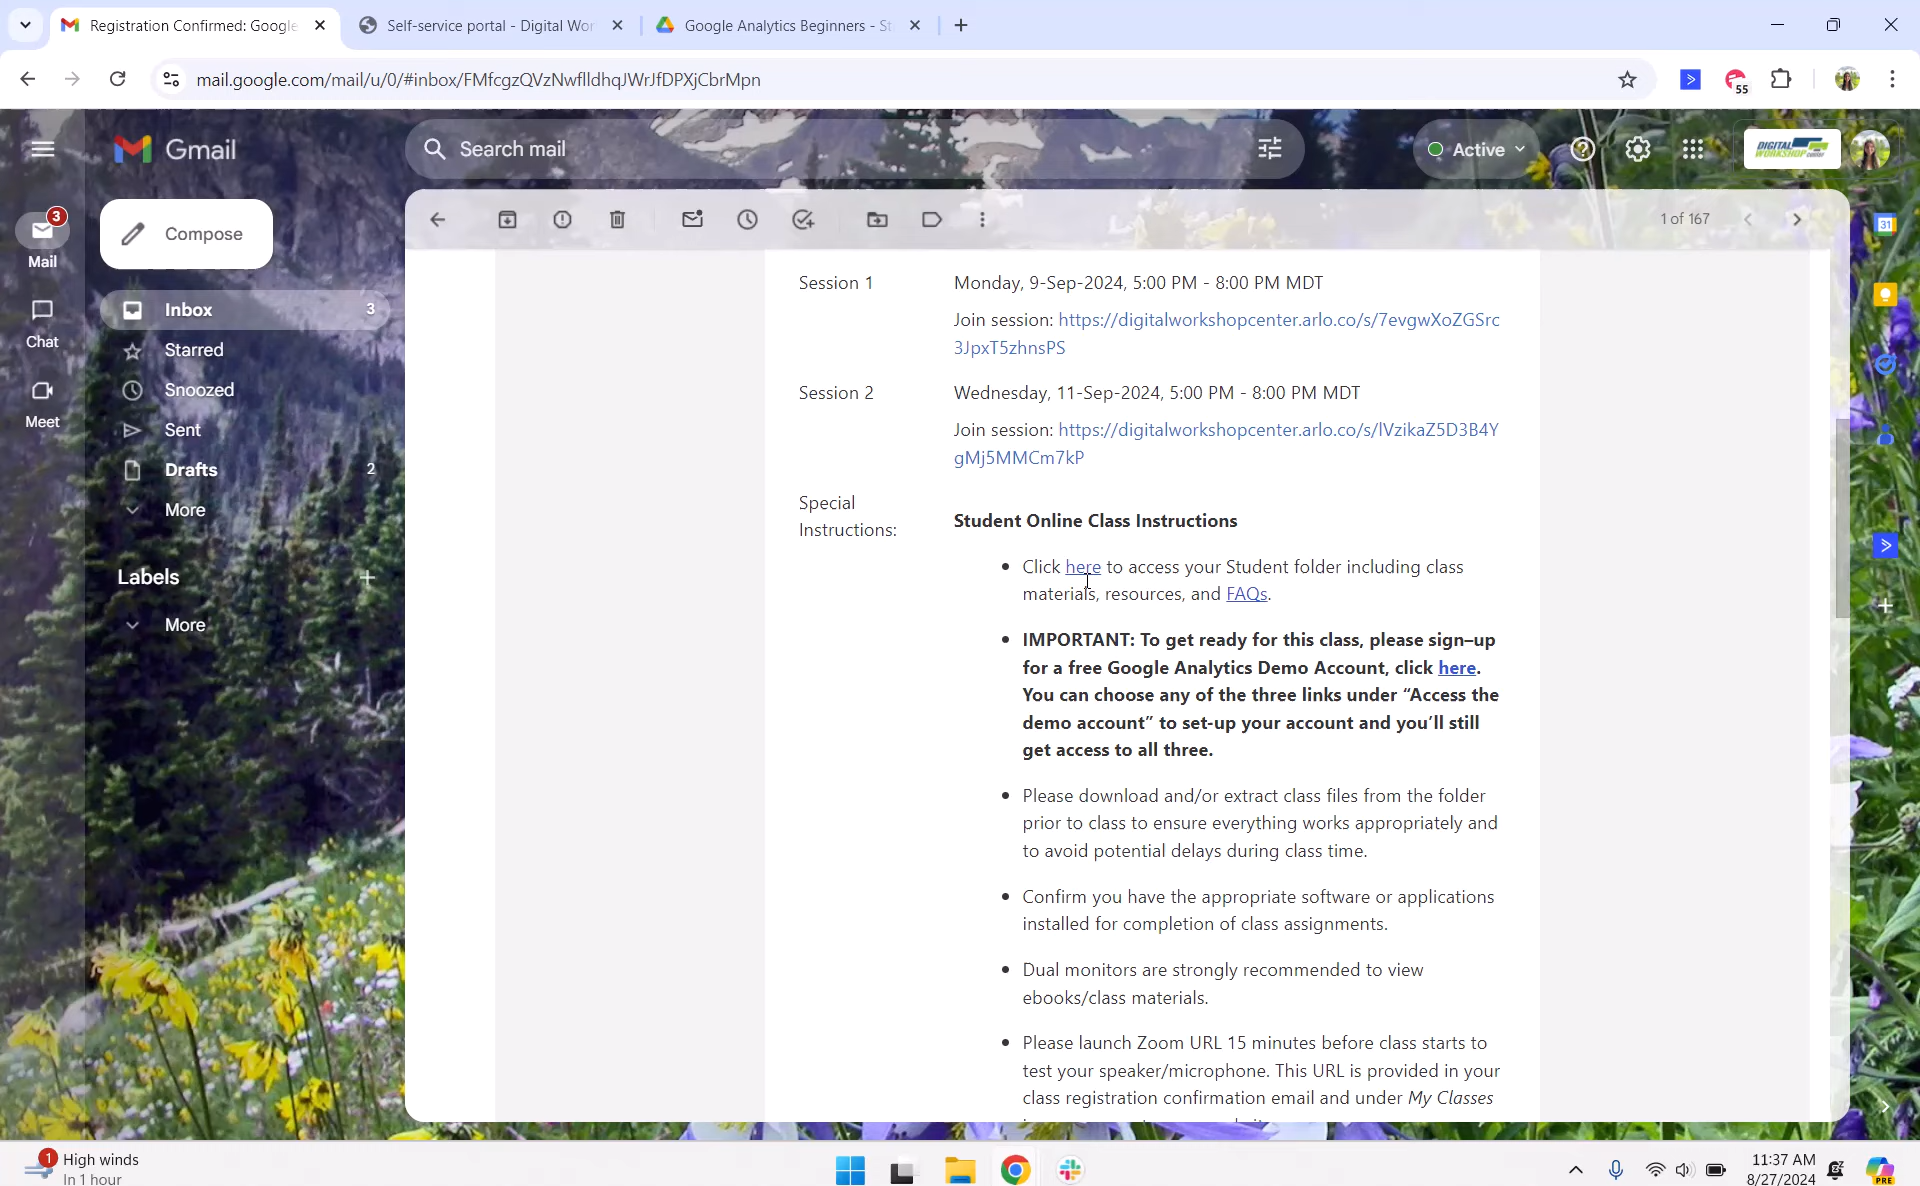 Registration Confirmed: Google
Self-service portal - Digital Wor
Google Analytics Beginners - St
mail.google.com/mail/u/0/#inbox/FMfcgzQVzNwflldhqJWrJfDPXjCbrMpn
55
Gmail
Search mail
Active
DIGITAL
WORKSHOP CENTER
3
Mail
Chat
Meet
Compose
Inbox 3
Starred
Snoozed
Sent
Drafts 2
More
Labels
More
1 of 167
31
Session 1 Monday, 9-Sep-2024, 5:00 PM - 8:00 PM MDT
Join session: https://digitalworkshopcenter.arlo.co/s/7evgwXoZGSrc
3JpxT5zhnsPS
Session 2 Wednesday, 11-Sep-2024, 5:00 PM - 8:00 PM MDT
Join session: https://digitalworkshopcenter.arlo.co/s/lVzikaZ5D3B4Y
gMj5MMCm7kP
Special
Instructions:
Student Online Class Instructions
• Click here to access your Student folder including class
materials, resources, and FAQs.
• IMPORTANT: To get ready for this class, please sign–up
for a free Google Analytics Demo Account, click here.
You can choose any of the three links under “Access the
demo account” to set-up your account and you’ll still
get access to all three.
• Please download and/or extract class files from the folder
prior to class to ensure everything works appropriately and
to avoid potential delays during class time.
• Confirm you have the appropriate software or applications
installed for completion of class assignments.
• Dual monitors are strongly recommended to view
ebooks/class materials.
• Please launch Zoom URL 15 minutes before class starts to
test your speaker/microphone. This URL is provided in your
class registration confirmation email and under My Classes
1
High winds
In 1 hour
11:37 AM
8/27/2024
PRE